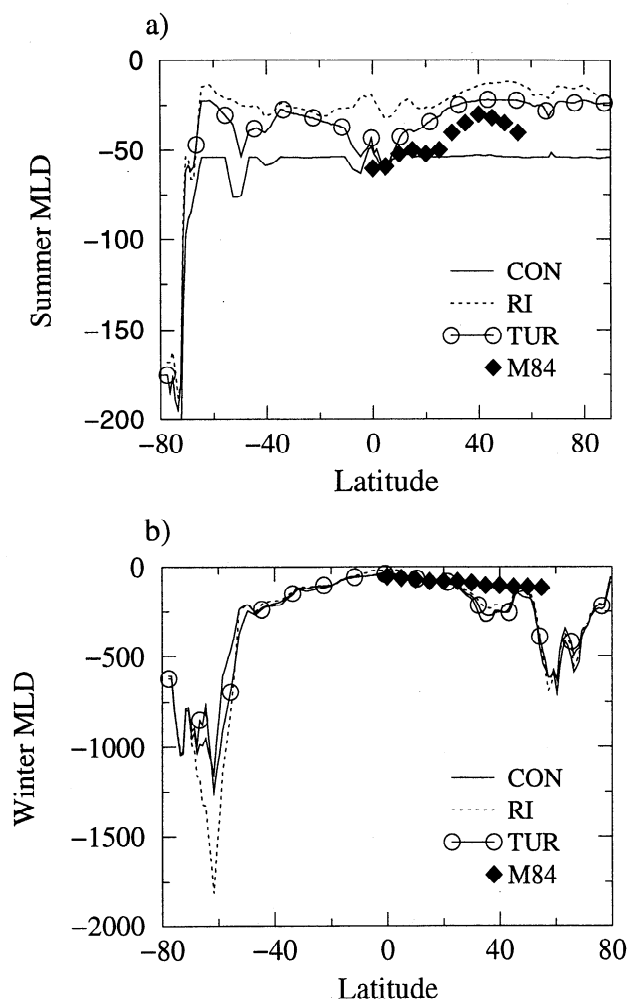 a)
0
−50
−100
−150
−200
Summer MLD
CON
RI
TUR
M84
−80 −40 0 40 80
Latitude
b)
0
−500
−1000
−1500
−2000
Winter MLD
CON
RI
TUR
M84
−80 −40 0 40 80
Latitude